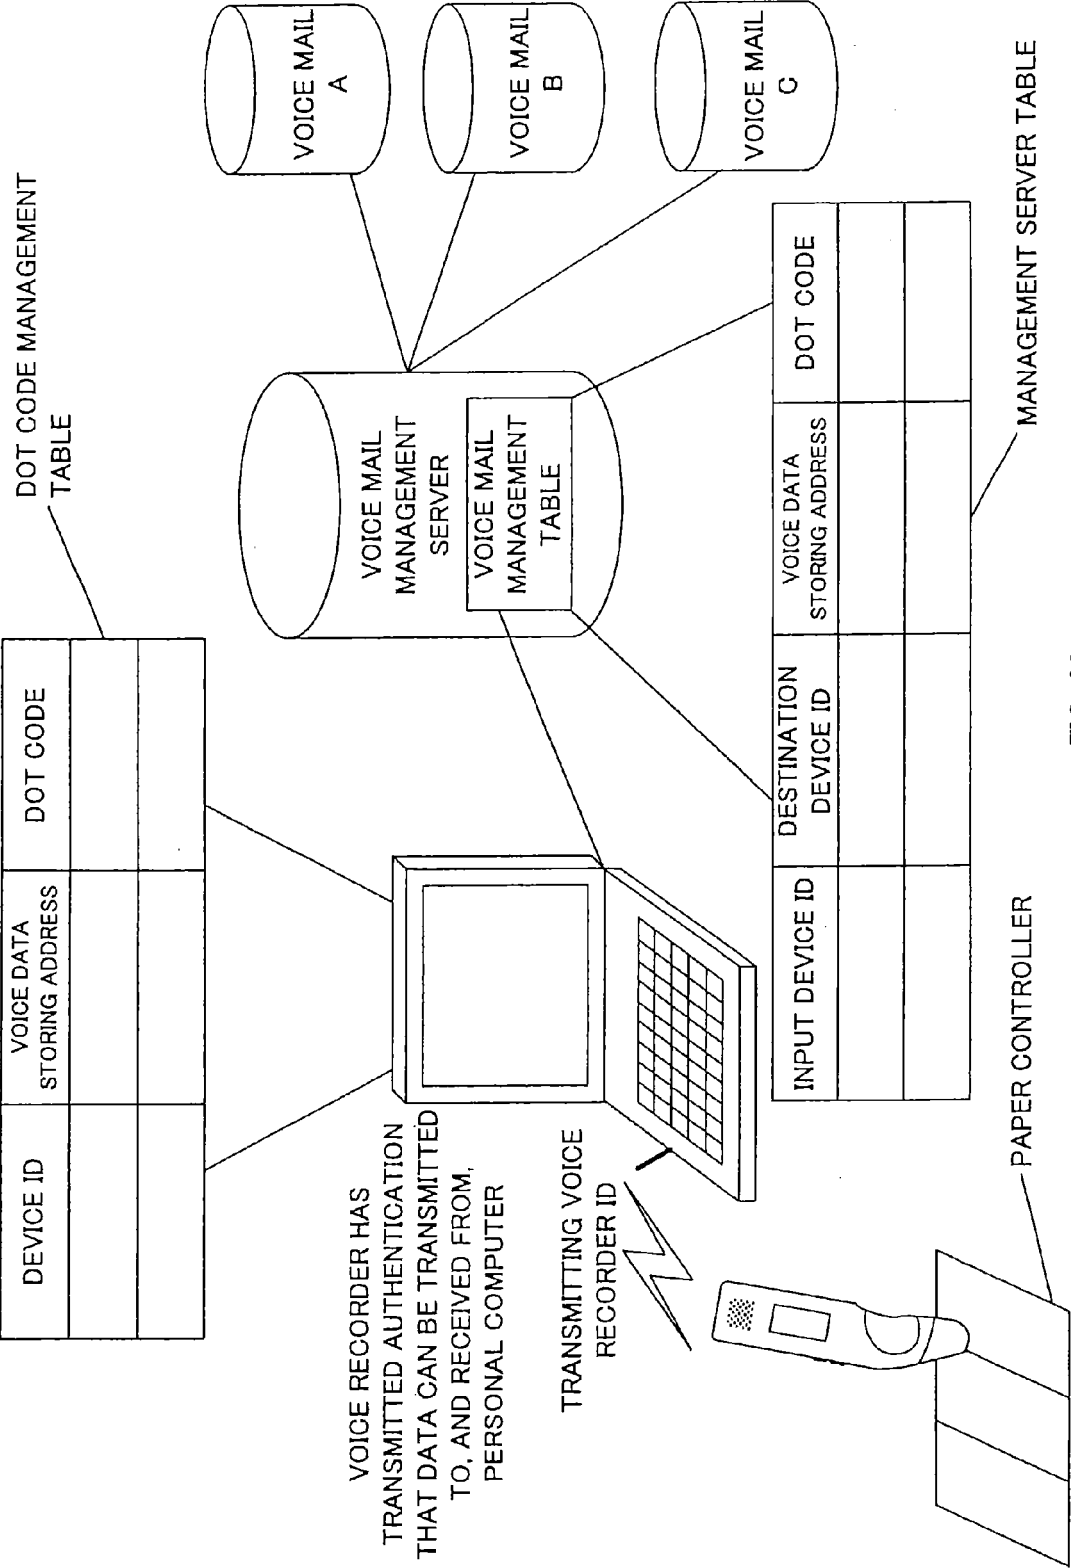 DEVICE ID
VOICE DATA
STORING ADDRESS
DOT CODE
DOT CODE MANAGEMENT
TABLE
VOICE RECORDER HAS
TRANSMITTED AUTHENTICATION
THAT DATA CAN BE TRANSMITTED
TO, AND RECEIVED FROM,
PERSONAL COMPUTER
TRANSMITTING VOICE
RECORDER ID
VOICE MAIL
MANAGEMENT
SERVER
VOICE MAIL
MANAGEMENT
TABLE
VOICE MAIL
A
VOICE MAIL
B
VOICE MAIL
C
INPUT DEVICE ID
DESTINATION
DEVICE ID
VOICE DATA
STORING ADDRESS
DOT CODE
PAPER CONTROLLER
MANAGEMENT SERVER TABLE